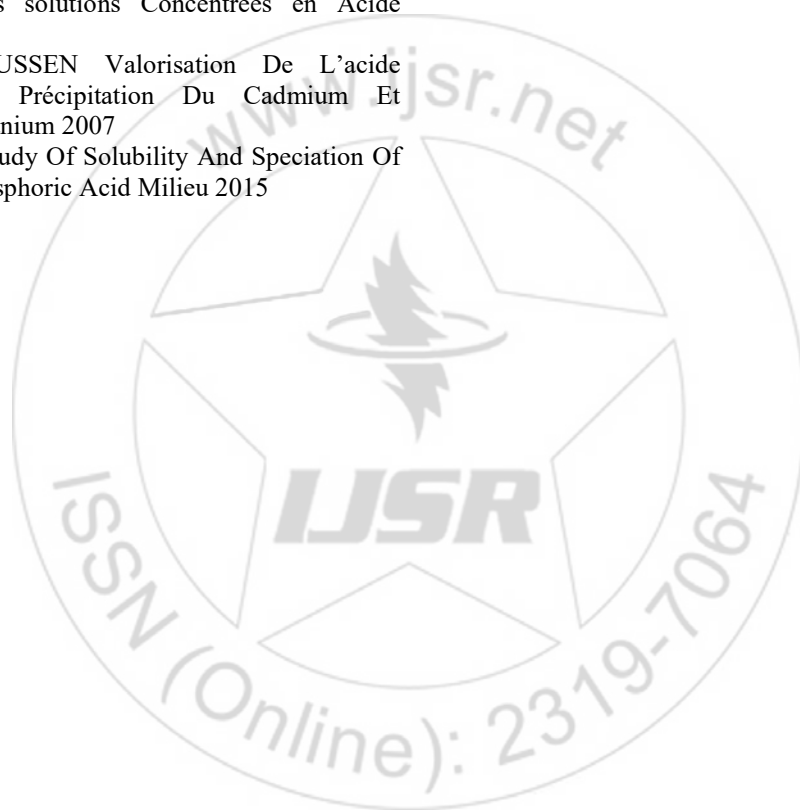 solutions Concentrées en Acide
USSEN Valorisation De L'acide
Précipitation Du Cadmium Et
nium 2007
udy Of Solubility And Speciation Of
sphoric Acid Milieu 2015
www.ijsr.net
IJSR
ISSN (Online): 2319-7064